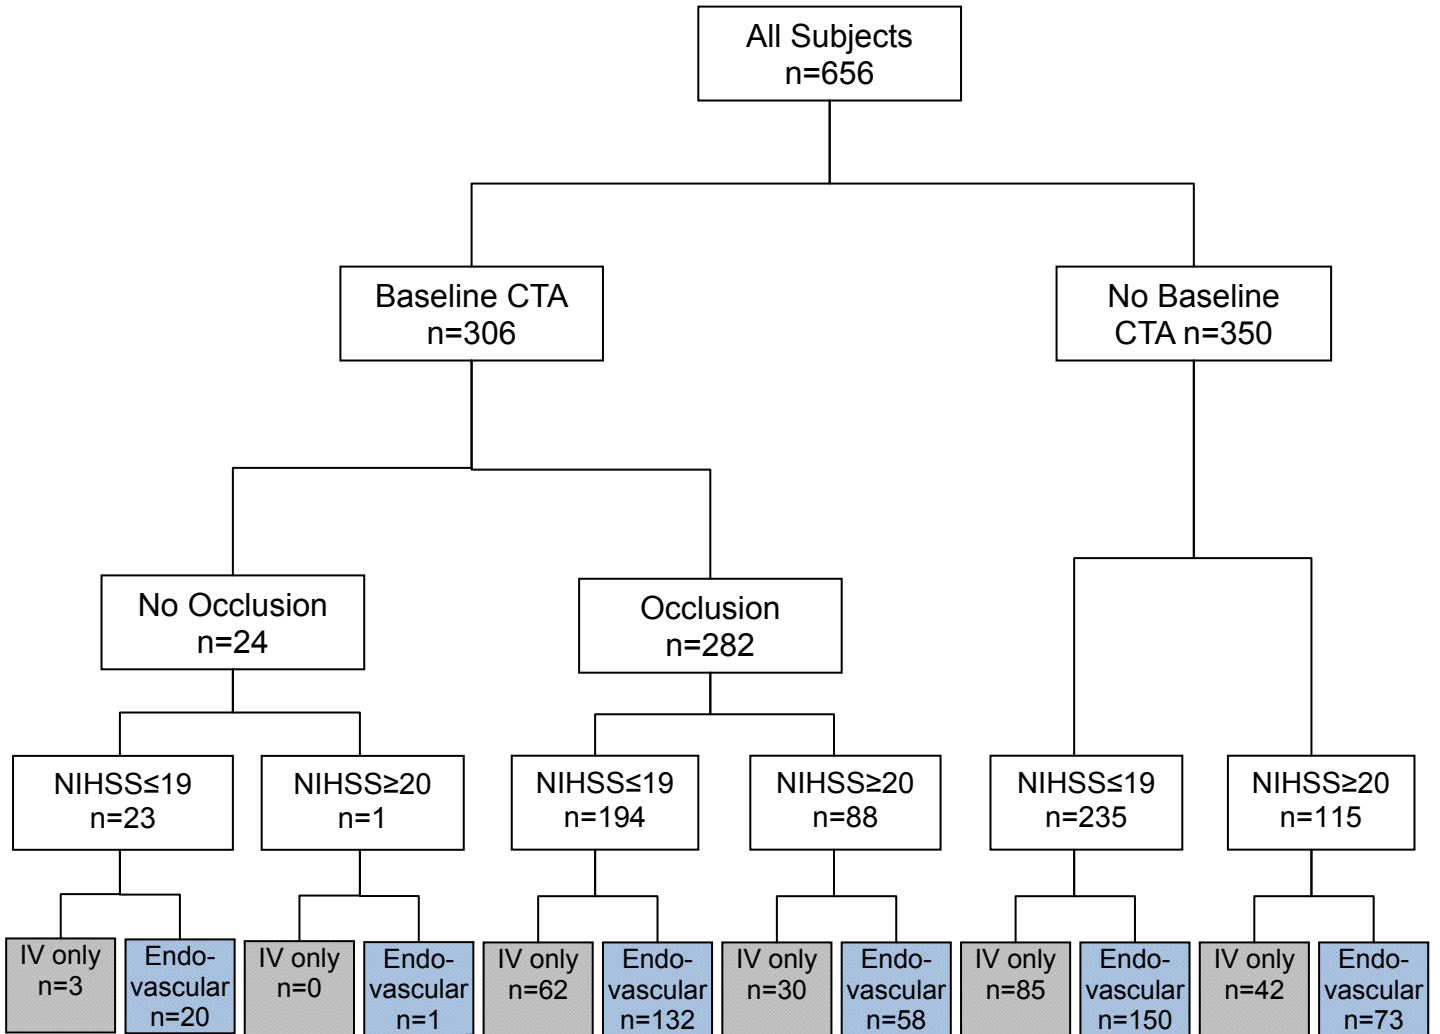 All Subjects
n=656
Baseline CTA
n=306
No Baseline
CTA n=350
No Occlusion
n=24
Occlusion
n=282
NIHSS≤19
n=23
NIHSS≥20
n=1
NIHSS≤19
n=194
NIHSS≥20
n=88
NIHSS≤19
n=235
NIHSS≥20
n=115
IV only
n=3
Endo-
vascular
n=20
IV only
n=0
Endo-
vascular
n=1
IV only
n=62
Endo-
vascular
n=132
IV only
n=30
Endo-
vascular
n=58
IV only
n=85
Endo-
vascular
n=150
IV only
n=42
Endo-
vascular
n=73